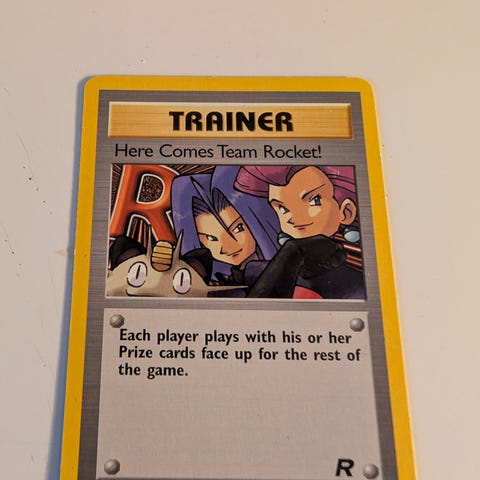 TRAINER
Here Comes Team Rocket!
R
Each player plays with his or her
Prize cards face up for the rest of
the game.
R